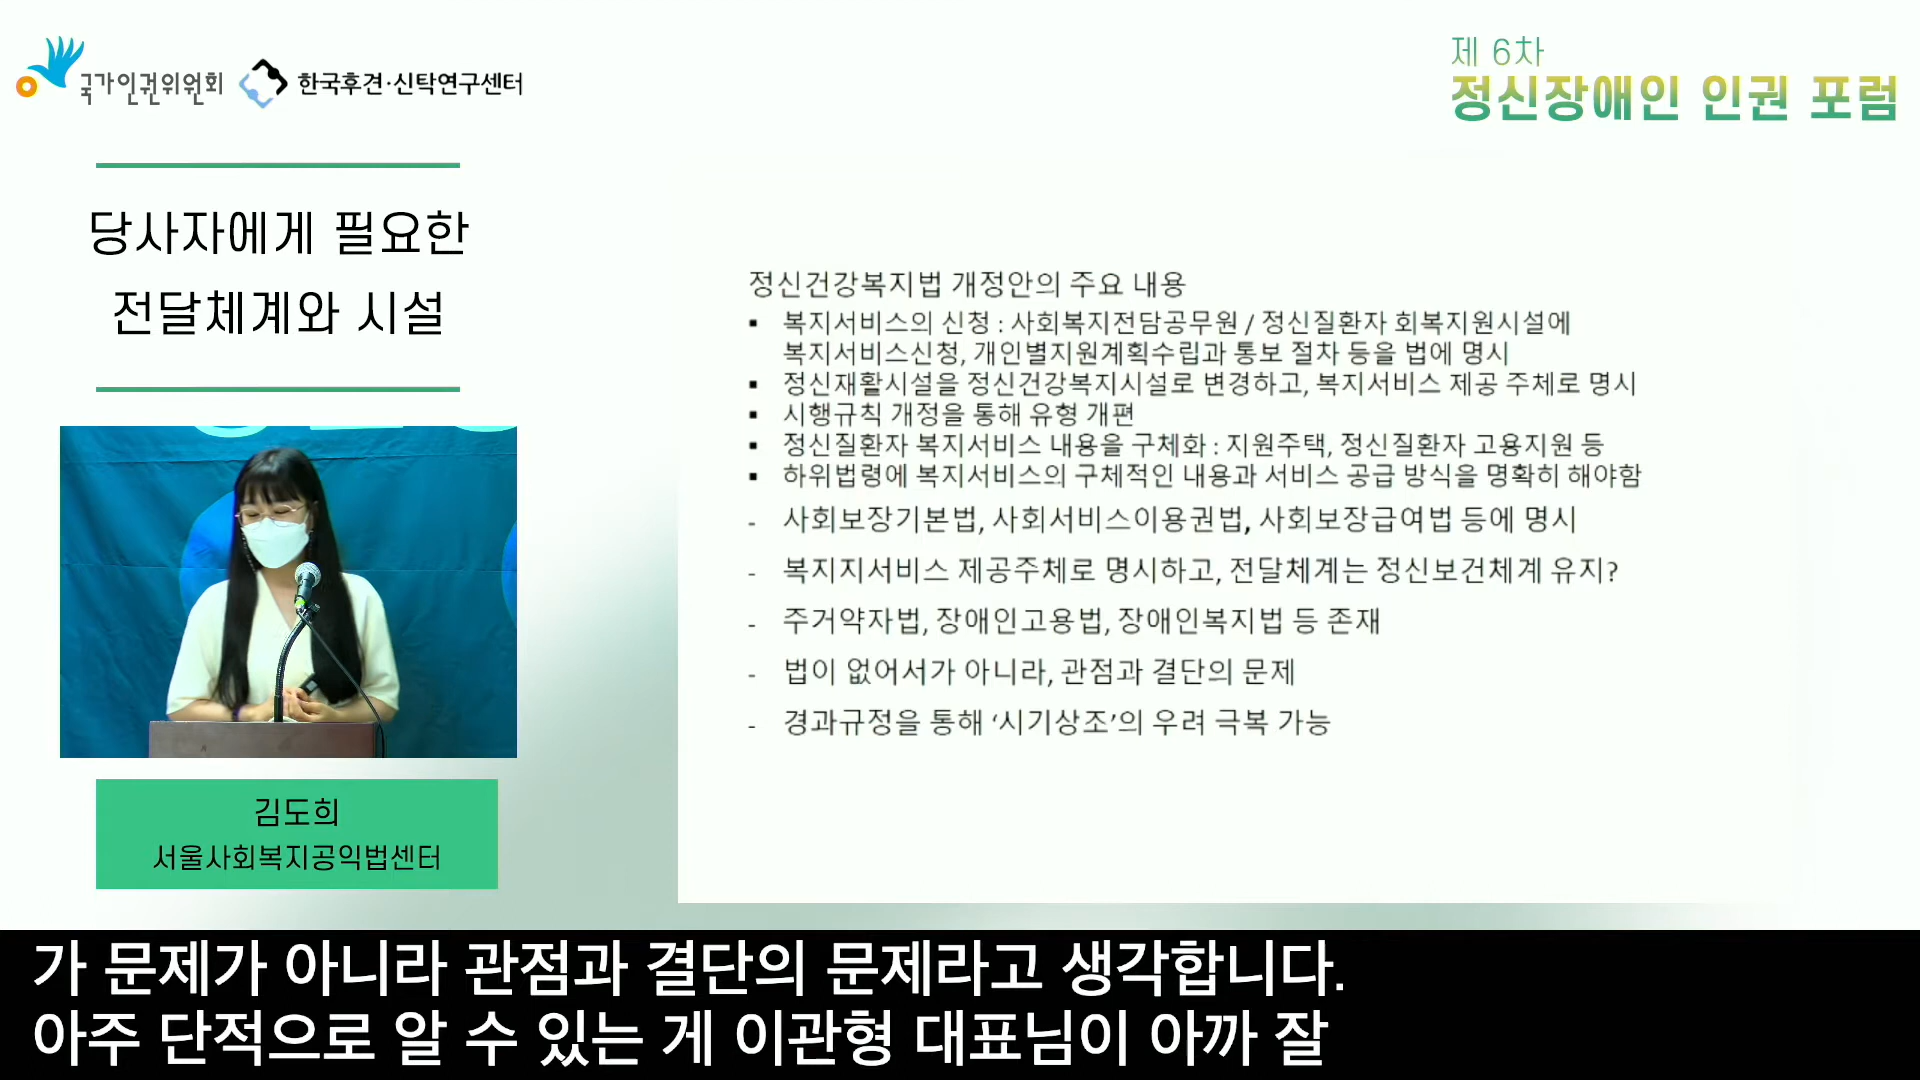 국가인권위원회
한국후견·신탁연구센터
제 6차
정신장애인 인권 포럼
당사자에게 필요한
전달체계와 시설
정신건강복지법 개정안의 주요 내용
▪ 복지서비스의 신청 : 사회복지전담공무원 / 정신질환자 회복지원시설에
복지서비스신청, 개인별지원계획수립과 통보 절차 등을 법에 명시
▪ 정신재활시설을 정신건강복지시설로 변경하고, 복지서비스 제공 주체로 명시
▪ 시행규칙 개정을 통해 유형 개편
▪ 정신질환자 복지서비스 내용을 구체화 : 지원주택, 정신질환자 고용지원 등
▪ 하위법령에 복지서비스의 구체적인 내용과 서비스 공급 방식을 명확히 해야함
- 사회보장기본법, 사회서비스이용권법, 사회보장급여법 등에 명시
- 복지지서비스 제공주체로 명시하고, 전달체계는 정신보건체계 유지?
- 주거약자법, 장애인고용법, 장애인복지법 등 존재
- 법이 없어서가 아니라, 관점과 결단의 문제
- 경과규정을 통해 ‘시기상조’의 우려 극복 가능
김도희
서울사회복지공익법센터
가 문제가 아니라 관점과 결단의 문제라고 생각합니다.
아주 단적으로 알 수 있는 게 이관형 대표님이 아까 잘